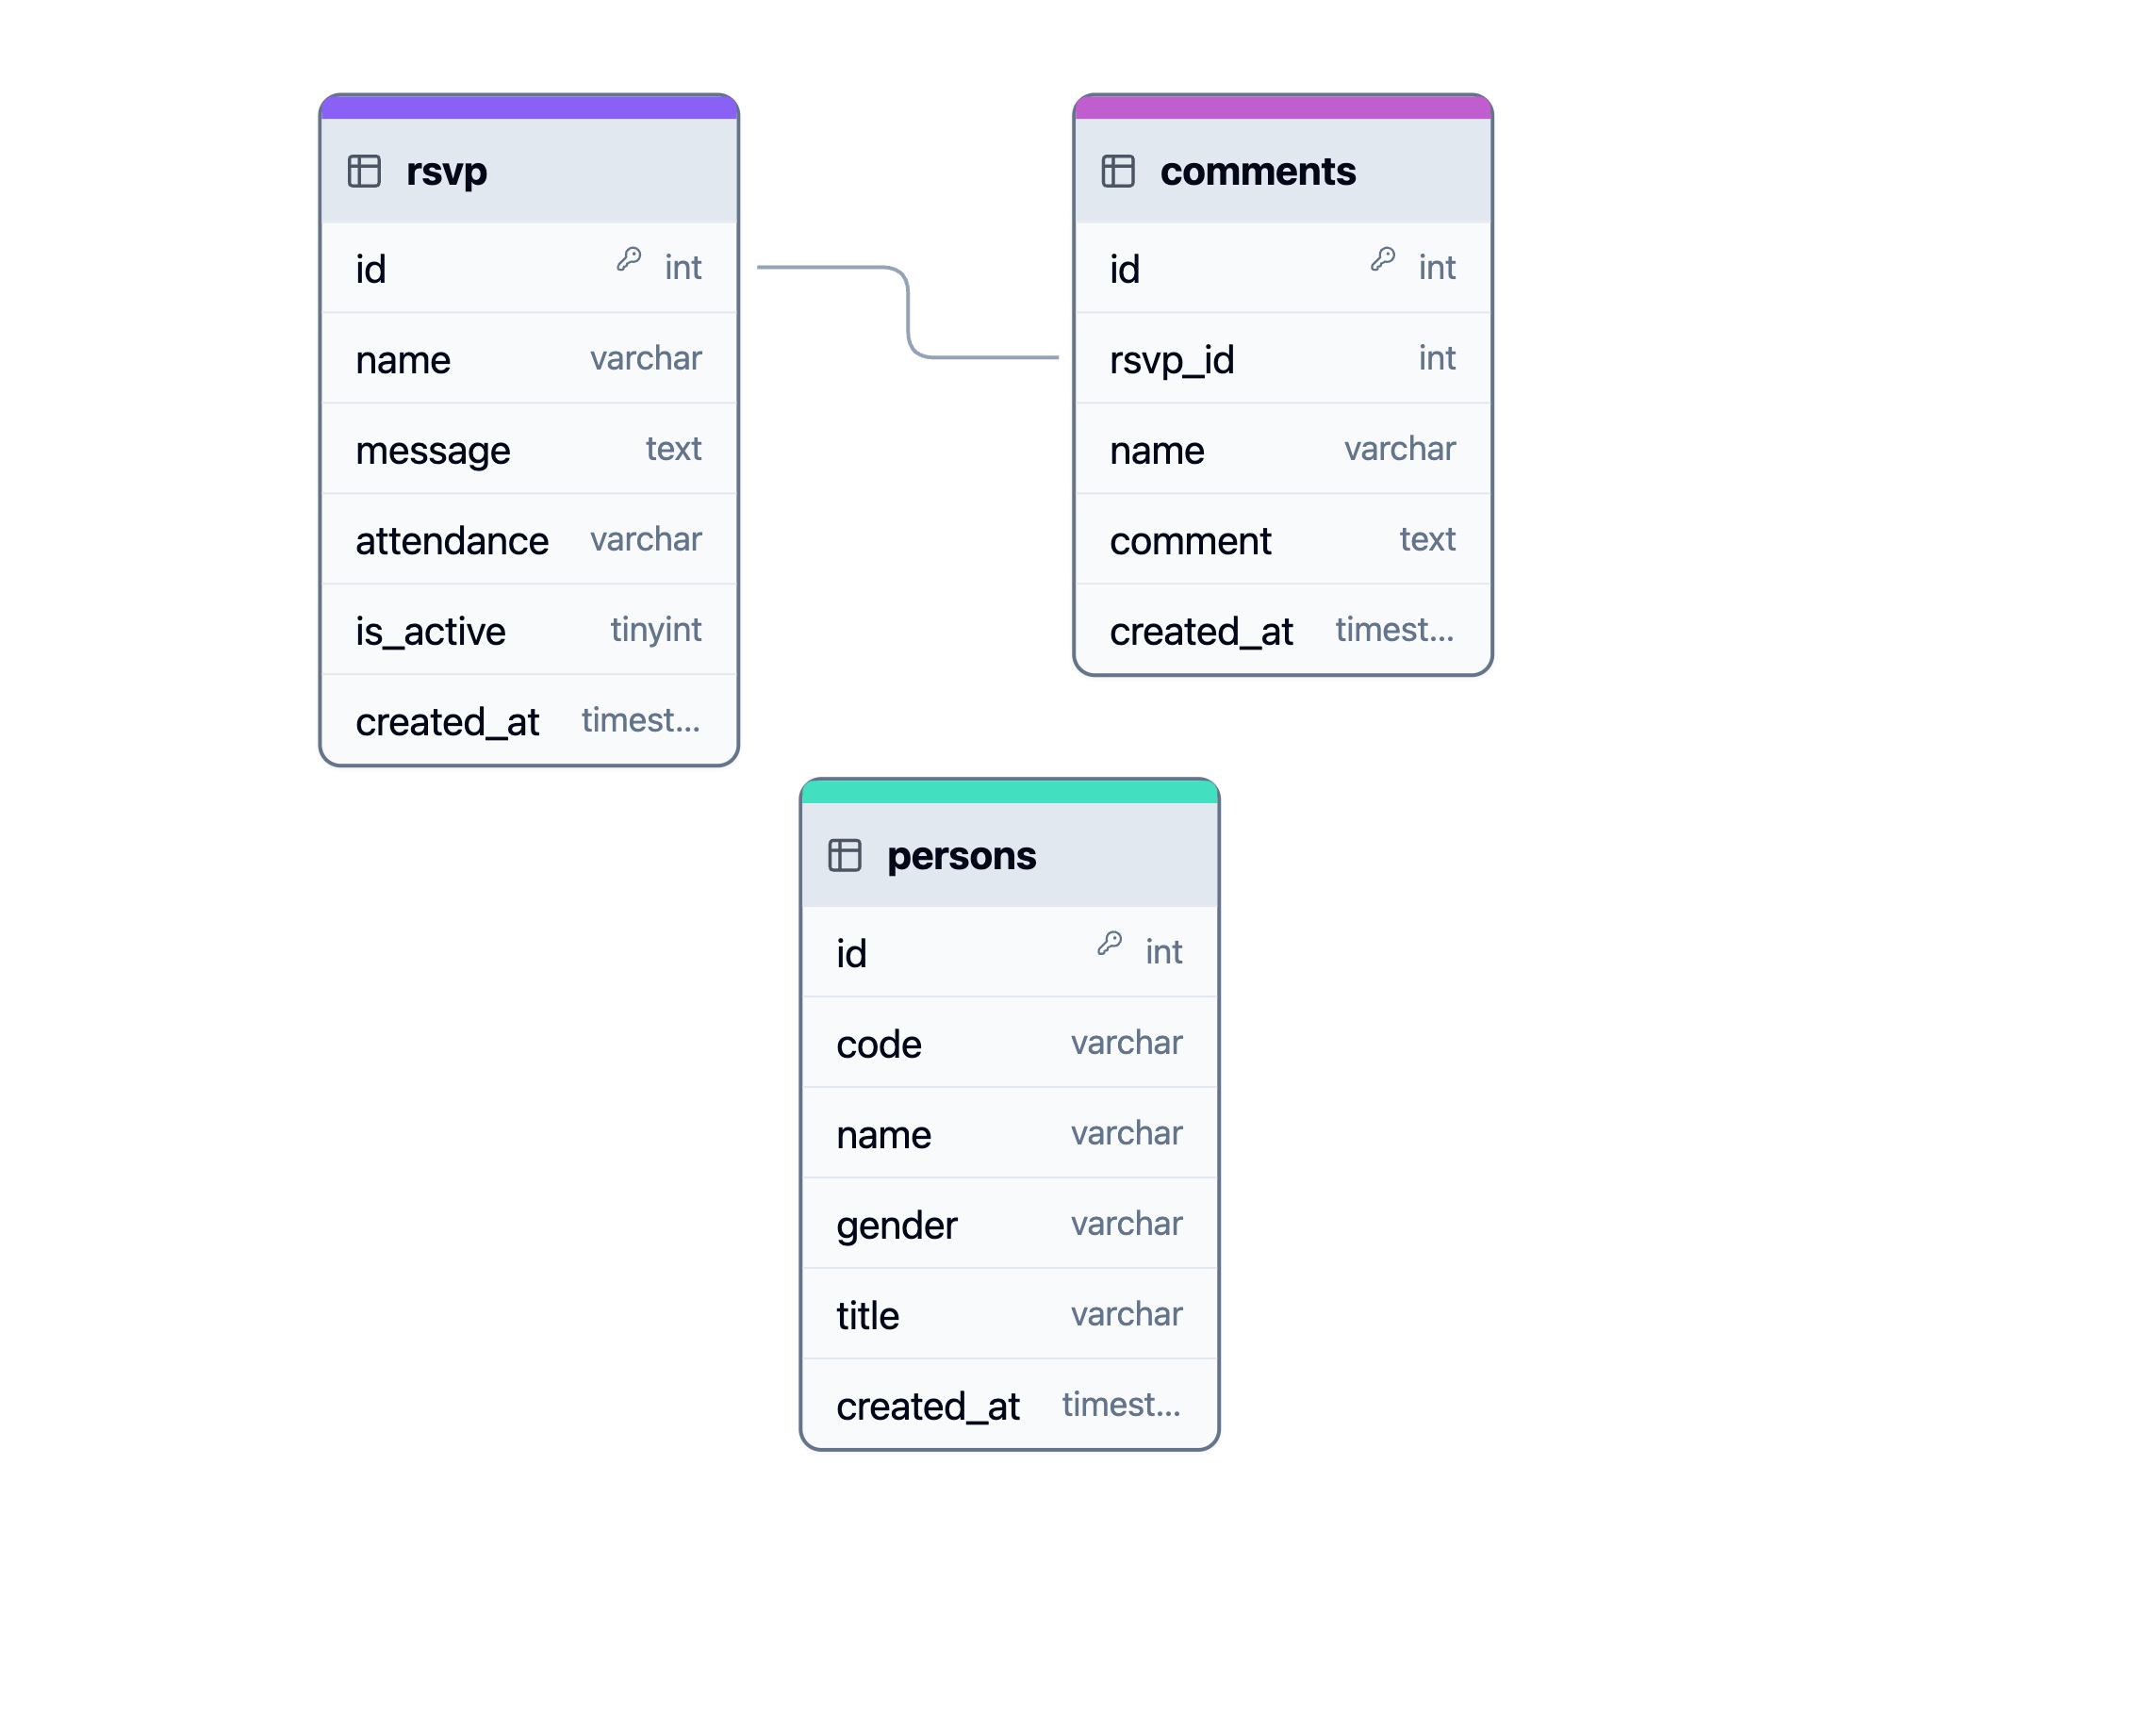 rsvp
id int
name varchar
message text
attendance varchar
is_active tinyint
created_at timest...
comments
id int
rsvp_id int
name varchar
comment text
created_at timest...
persons
id int
code varchar
name varchar
gender varchar
title varchar
created_at timest...